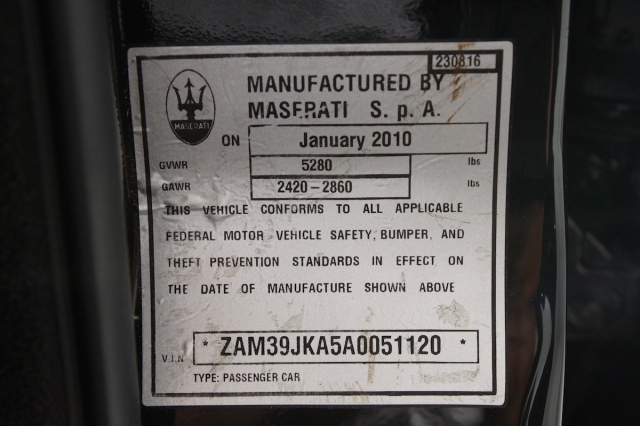 230816
MASERATI
MANUFACTURED BY
MASERATI S.p.A.
ON January 2010
GVWR 5280 lbs
GAWR 2420-2860 lbs
THIS VEHICLE CONFORMS TO ALL APPLICABLE
FEDERAL MOTOR VEHICLE SAFETY, BUMPER, AND
THEFT PREVENTION STANDARDS IN EFFECT ON
THE DATE OF MANUFACTURE SHOWN ABOVE
V.I.N * ZAM39JKA5A0051120 *
TYPE: PASSENGER CAR